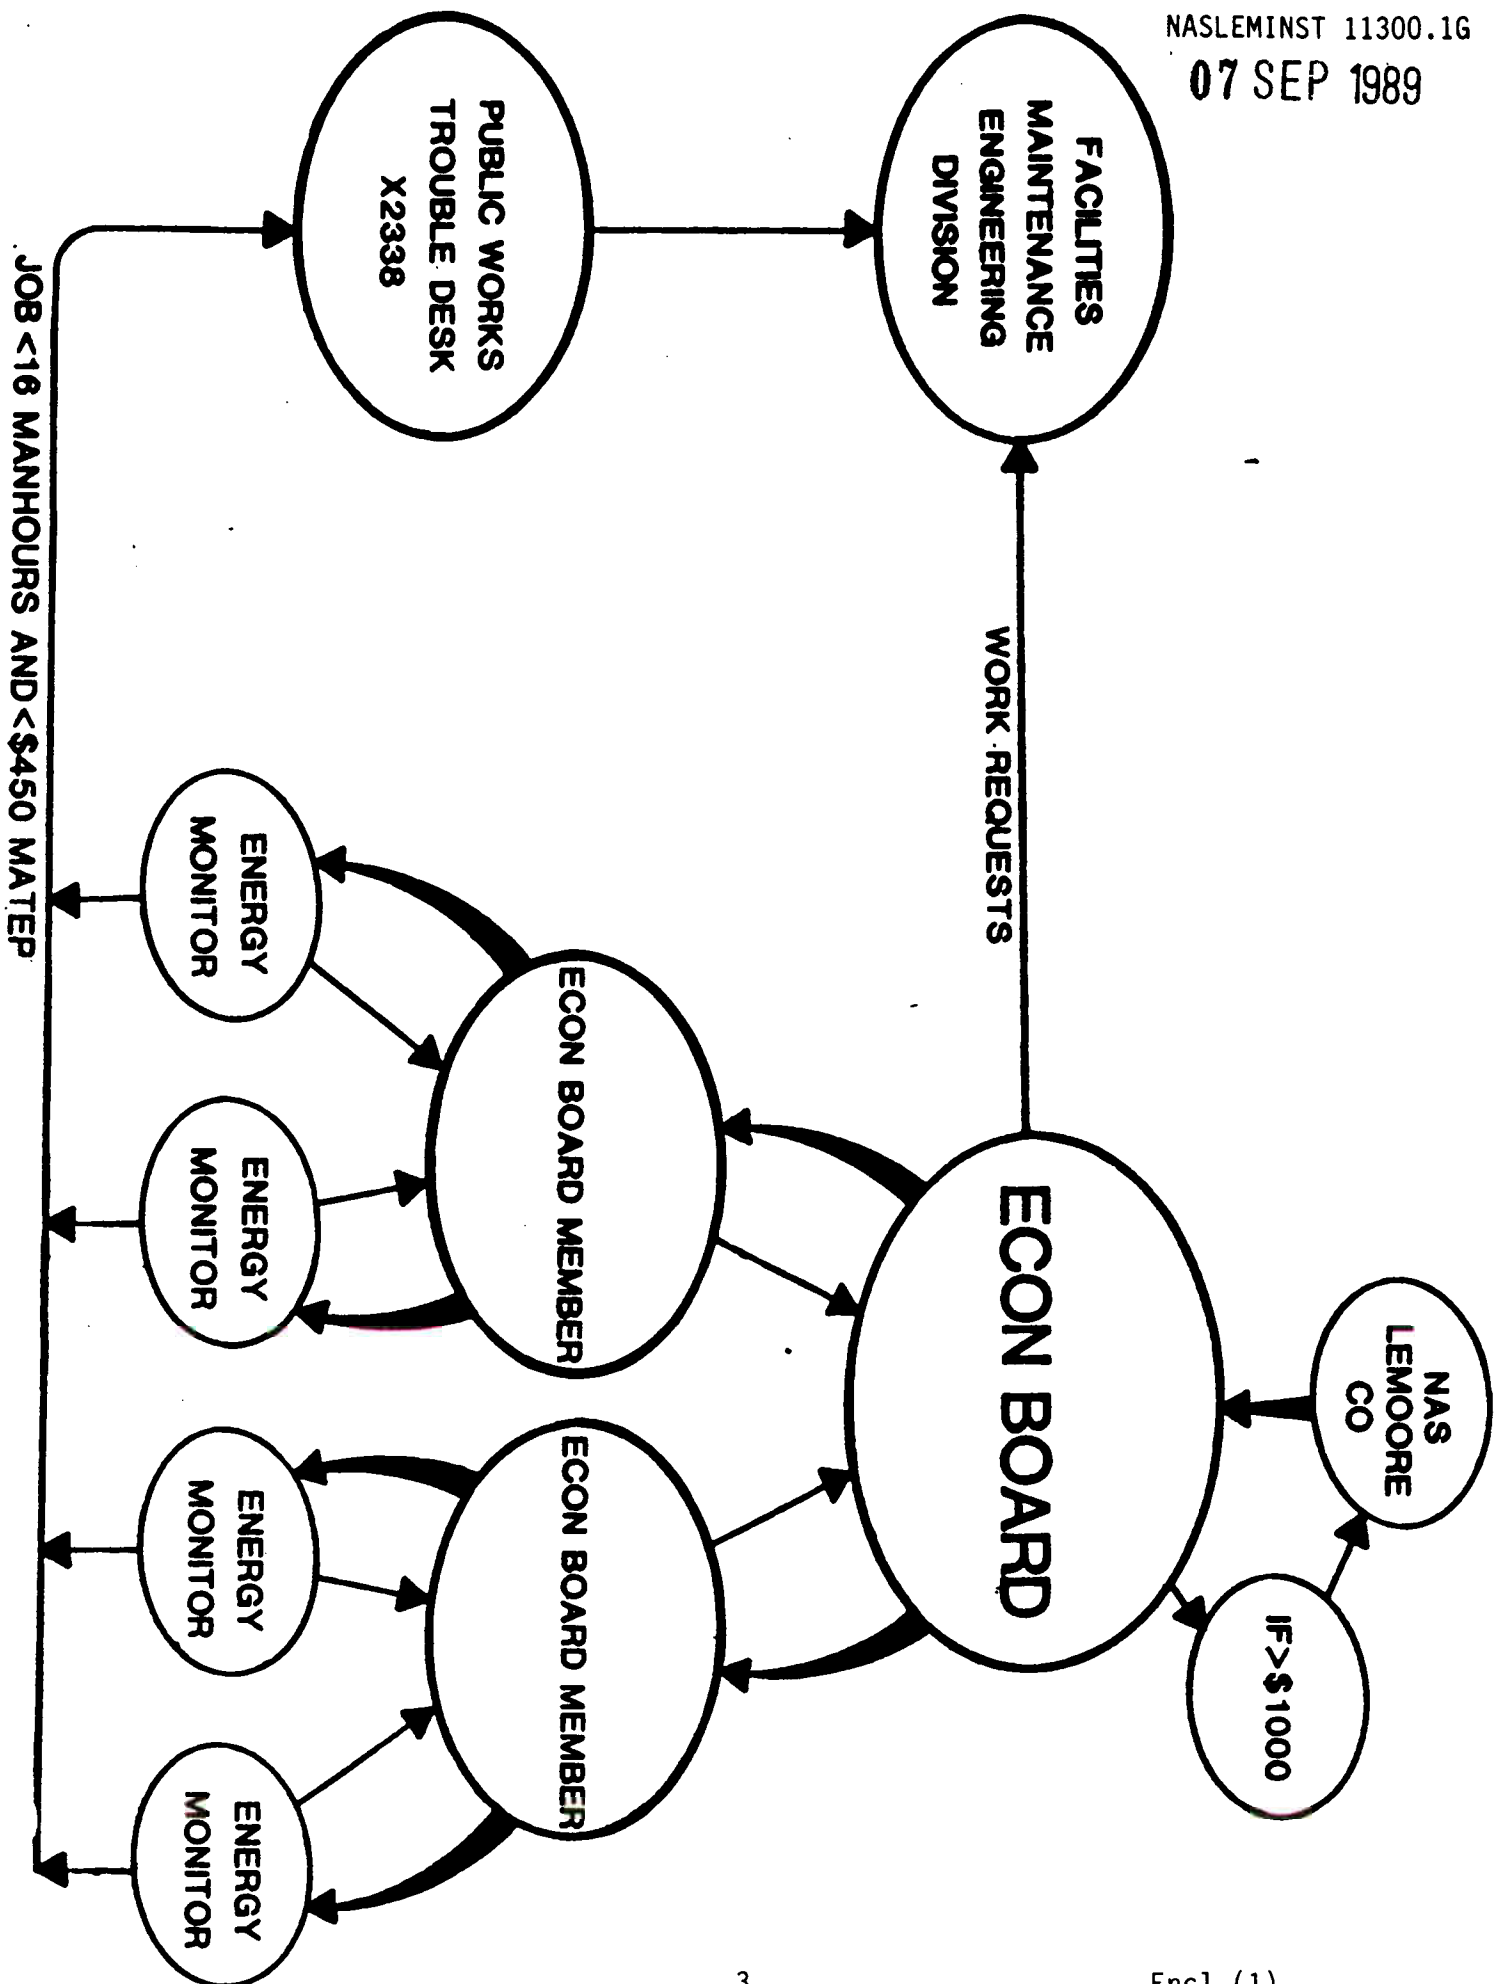 NASLEMINST 11300.1G
07 SEP 1989
NAS
LEMOORE
CO
IF>$1000
ECON BOARD
WORK REQUESTS
FACILITIES
MAINTENANCE
ENGINEERING
DIVISION
PUBLIC WORKS
TROUBLE DESK
X2338
ECON BOARD MEMBER
ECON BOARD MEMBER
ENERGY
MONITOR
ENERGY
MONITOR
ENERGY
MONITOR
ENERGY
MONITOR
JOB<16 MANHOURS AND<$450 MATEP
3
Encl (1)